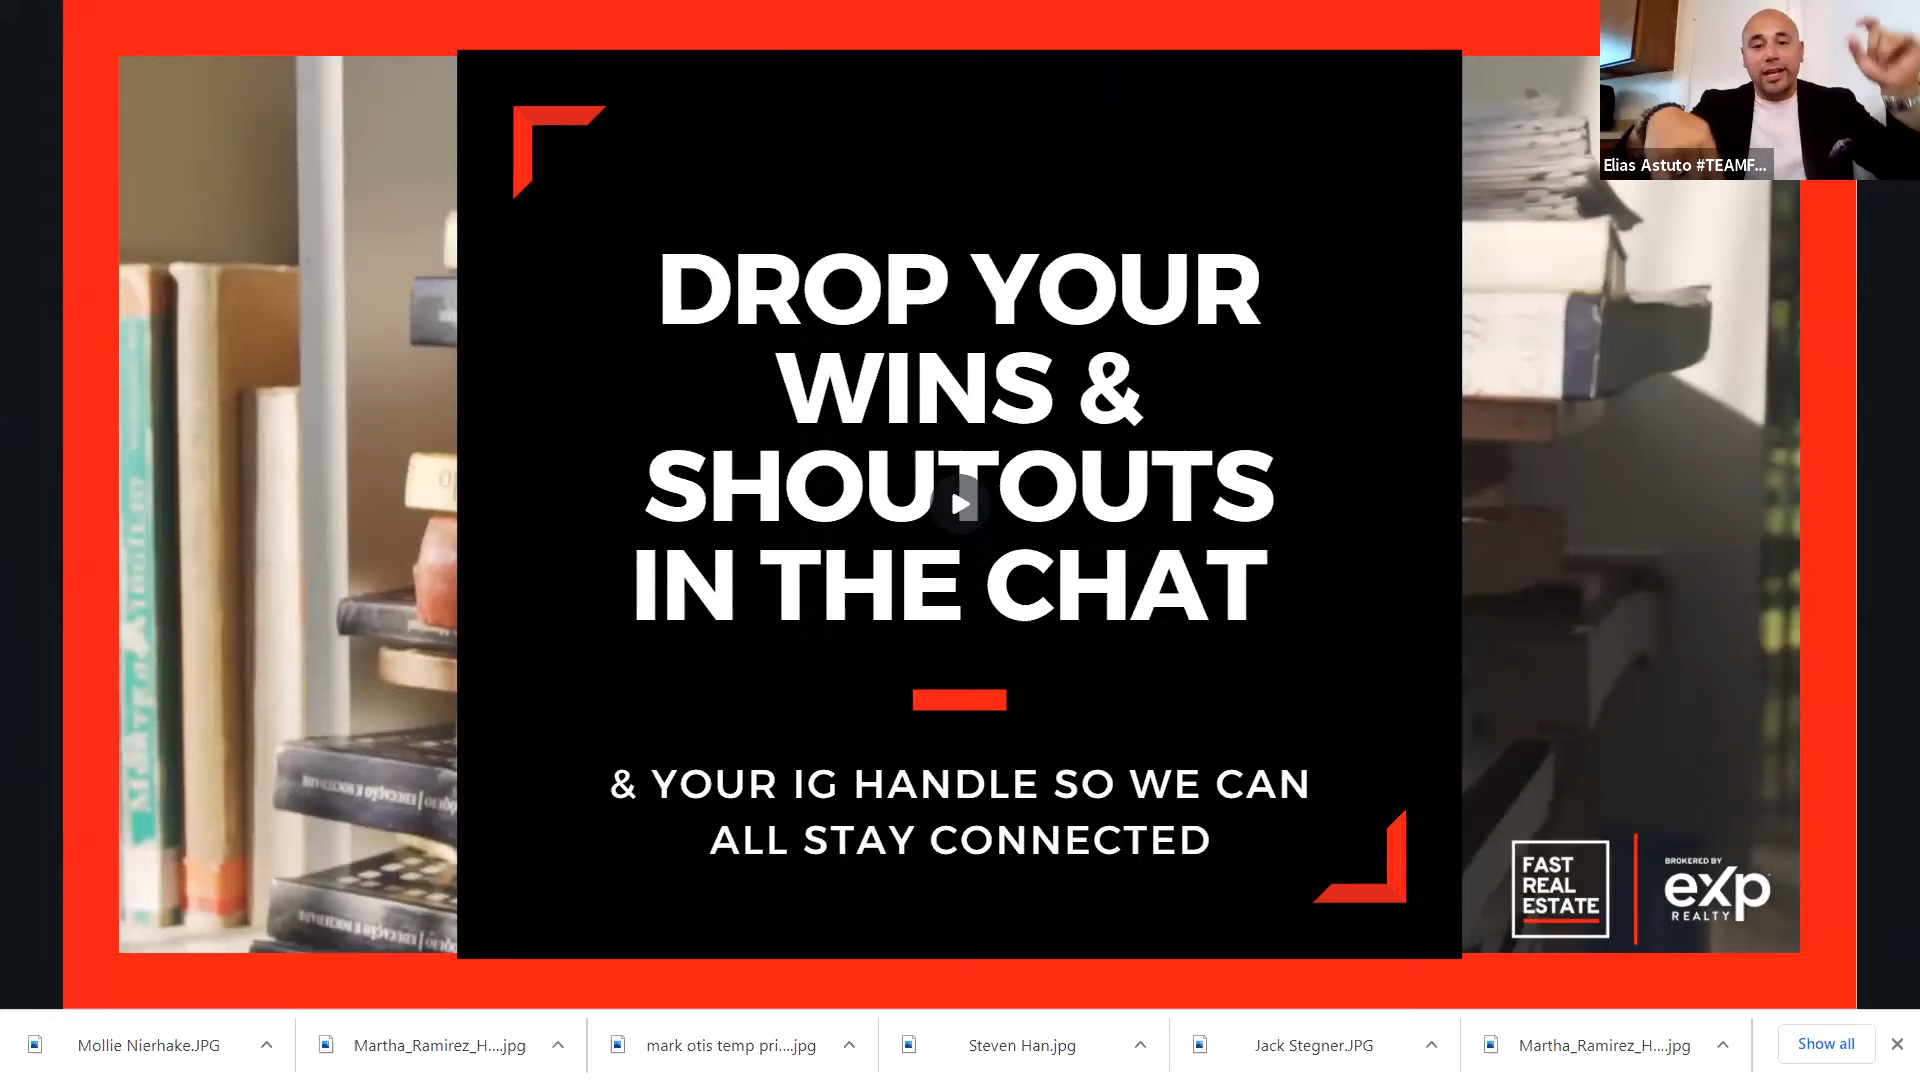 Elias Astuto #TEAMF...
DROP YOUR
WINS &
SHOUTOUTS
IN THE CHAT
& YOUR IG HANDLE SO WE CAN
ALL STAY CONNECTED
FAST
REAL
ESTATE
BROKERED BY
eXp
REALTY
Mollie Nierhake.JPG
Martha_Ramirez_H....jpg
mark otis temp pri....jpg
Steven Han.jpg
Jack Stegner.JPG
Martha_Ramirez_H....jpg
Show all